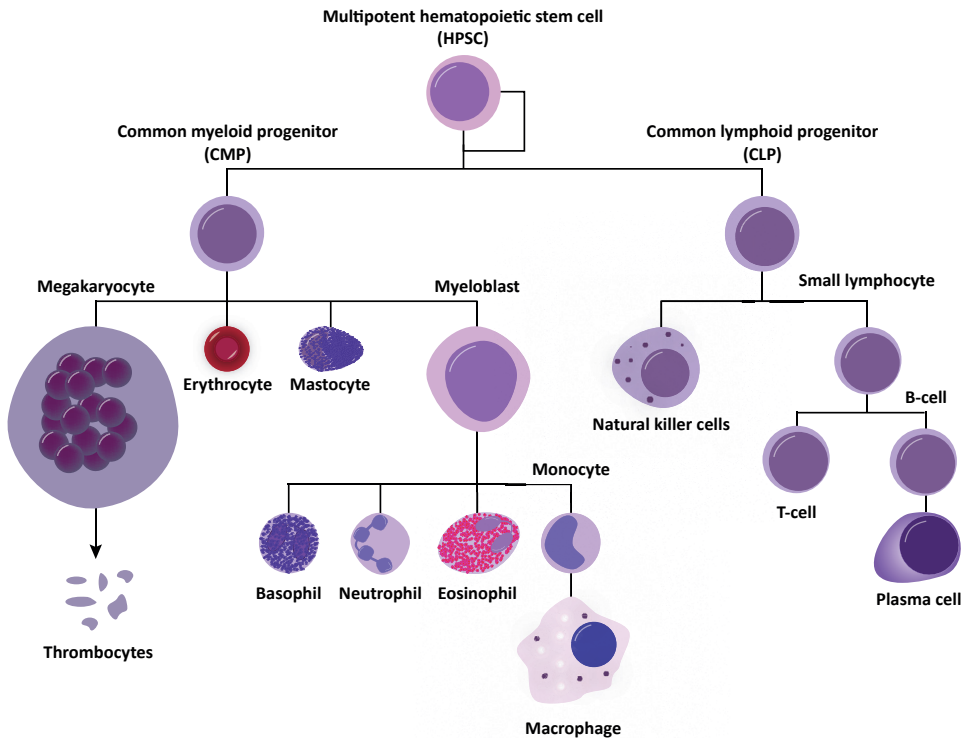 Multipotent hematopoietic stem cell
(HPSC)
Common myeloid progenitor
(CMP)
Common lymphoid progenitor
(CLP)
Megakaryocyte
Myeloblast
Small lymphocyte
Erythrocyte
Mastocyte
Natural killer cells
B-cell
Monocyte
T-cell
Basophil
Neutrophil
Eosinophil
Plasma cell
Thrombocytes
Macrophage